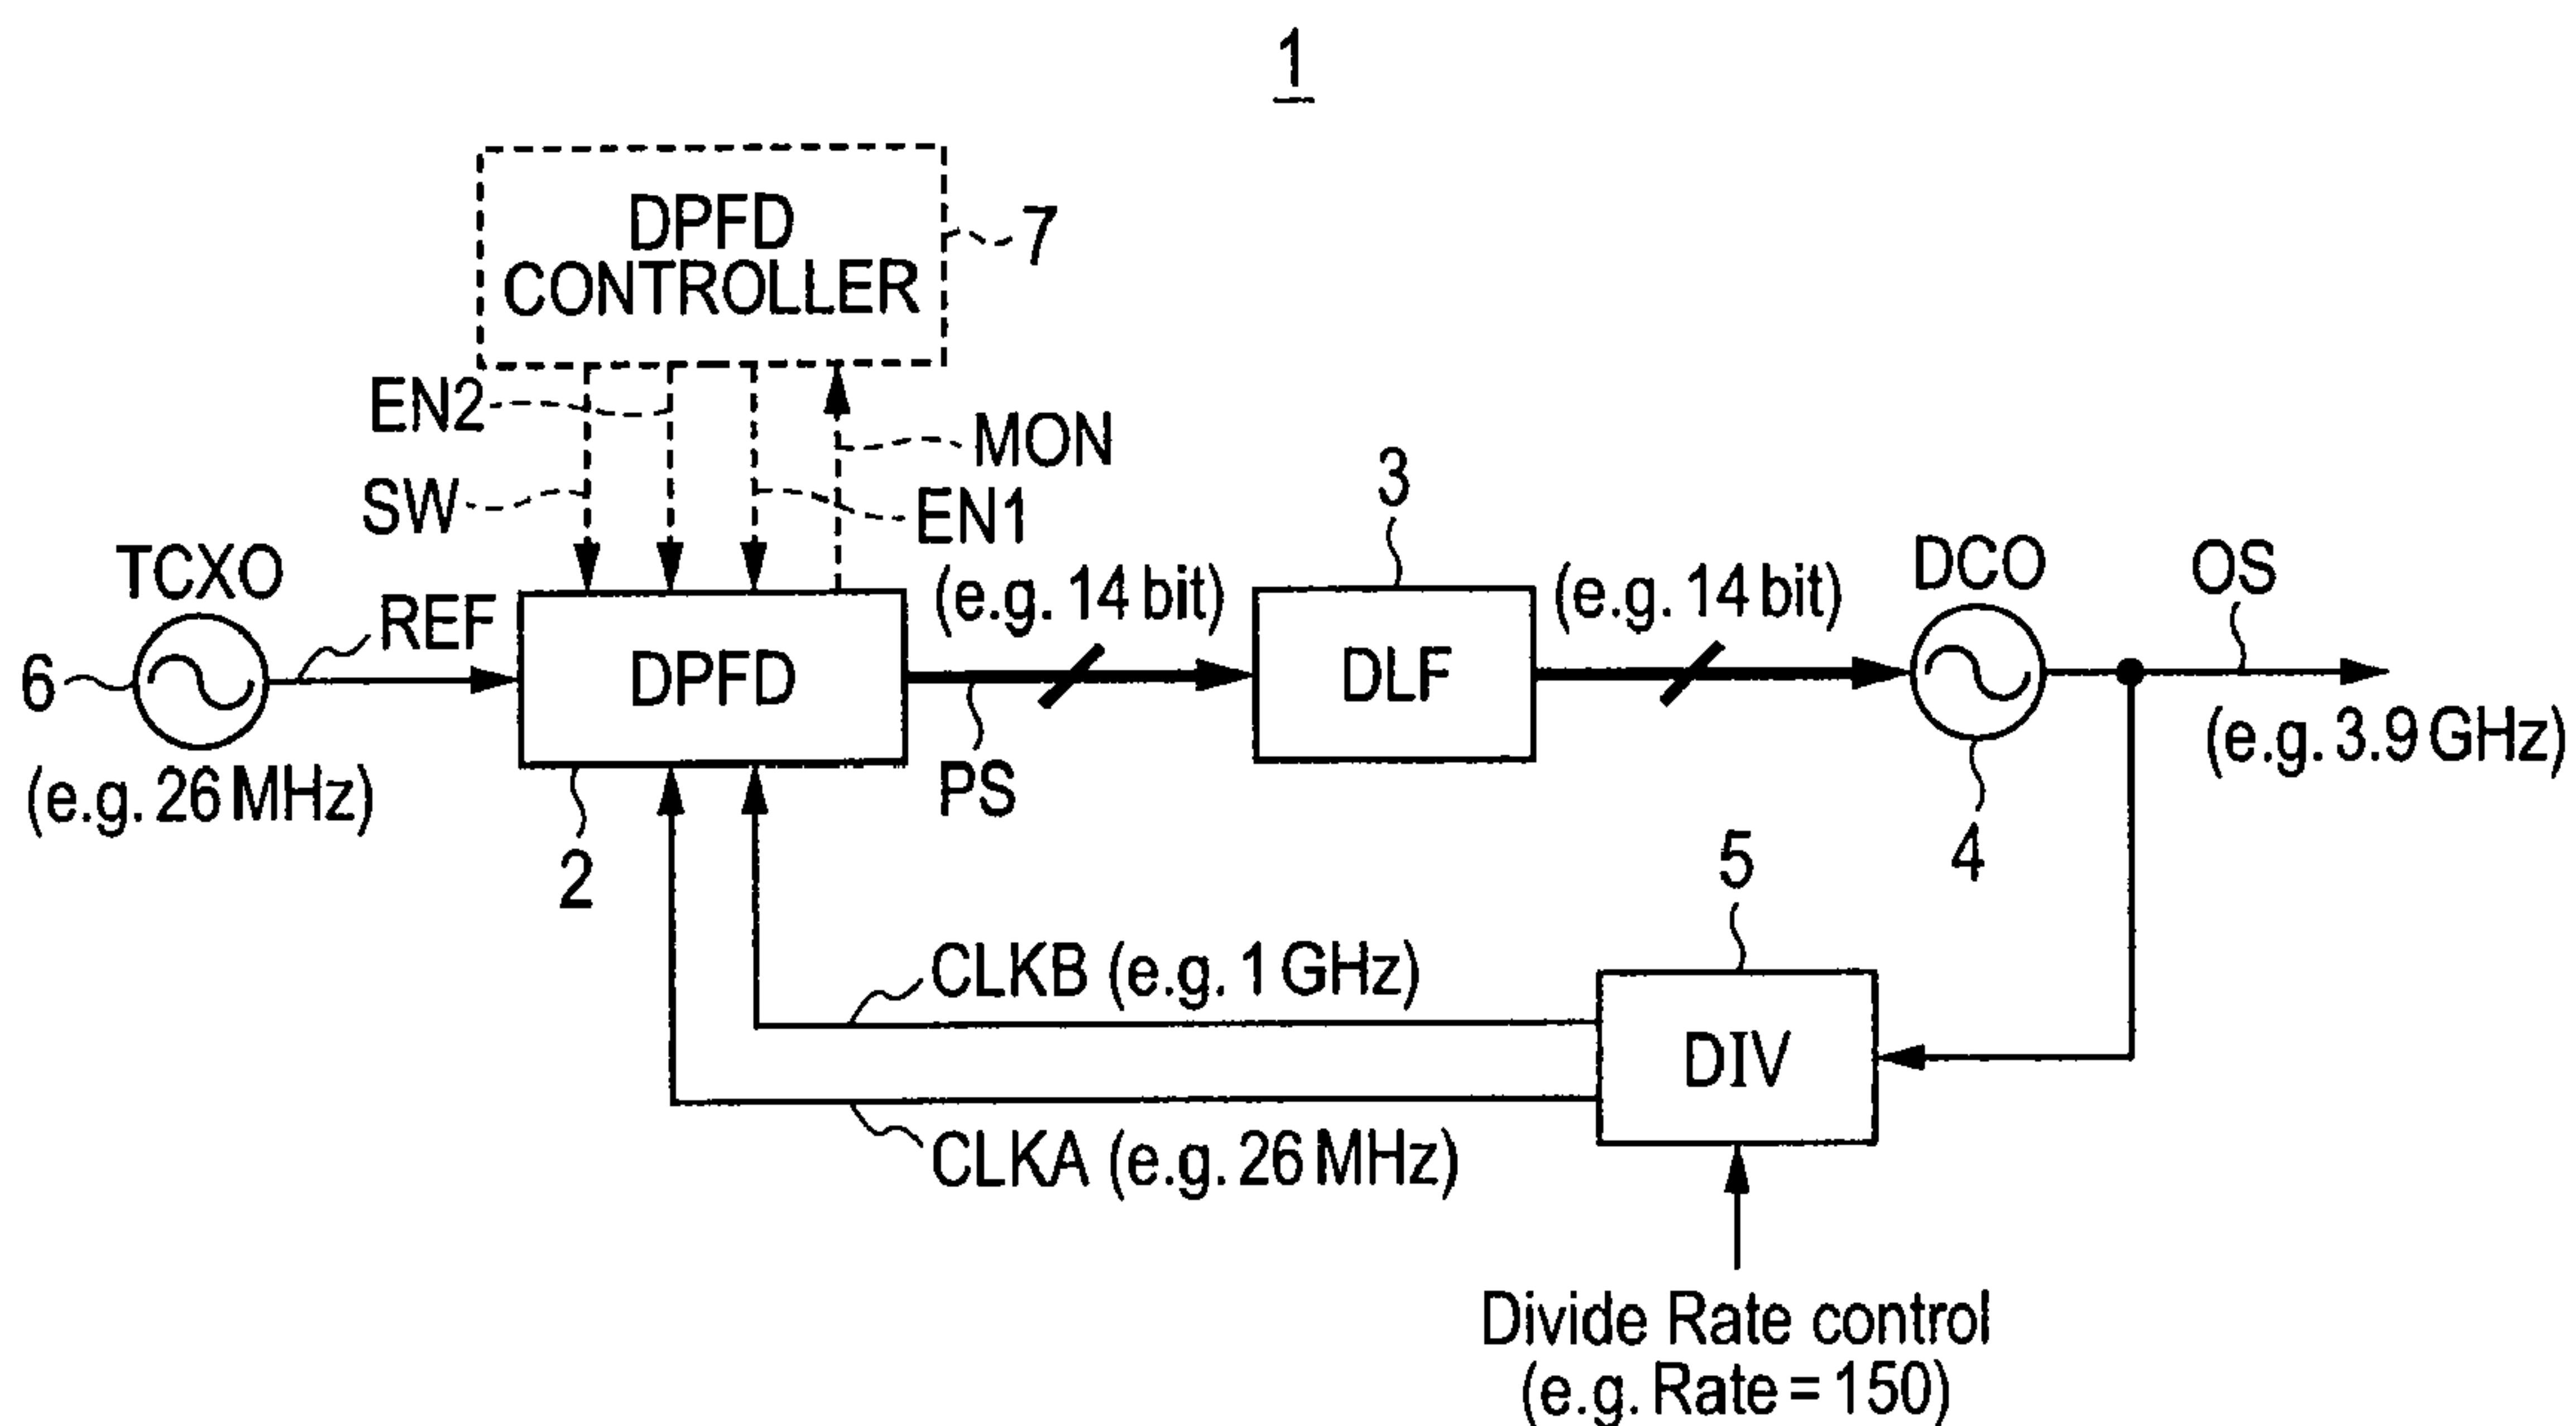 1
DPFD
CONTROLLER
7
EN2
MON
SW
EN1
3
TCXO
REF
(e.g. 14 bit)
(e.g. 14 bit)
DCO
OS
6
DPFD
DLF
(e.g. 26 MHz)
PS
(e.g. 3.9 GHz)
2
4
5
CLKB (e.g. 1 GHz)
DIV
CLKA (e.g. 26 MHz)
Divide Rate control
(e.g. Rate = 150)